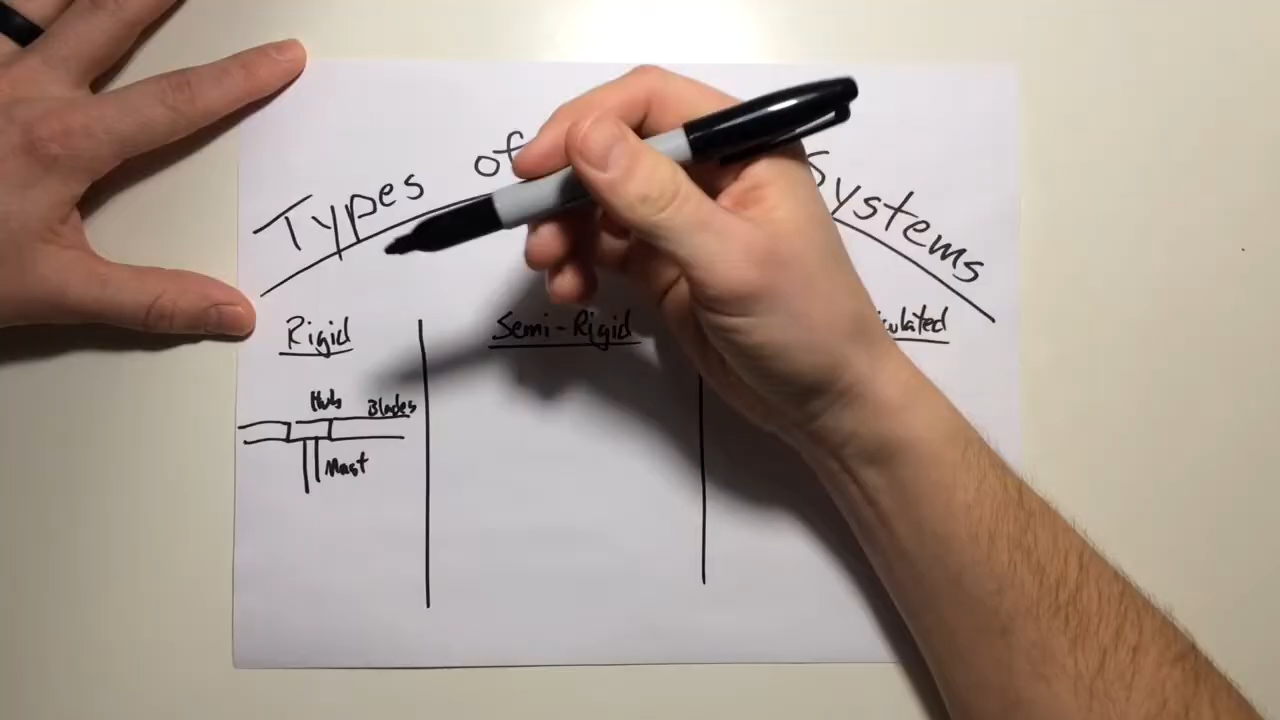 Types of Systems
Rigid
Semi-Rigid
Hub
Blades
Mast